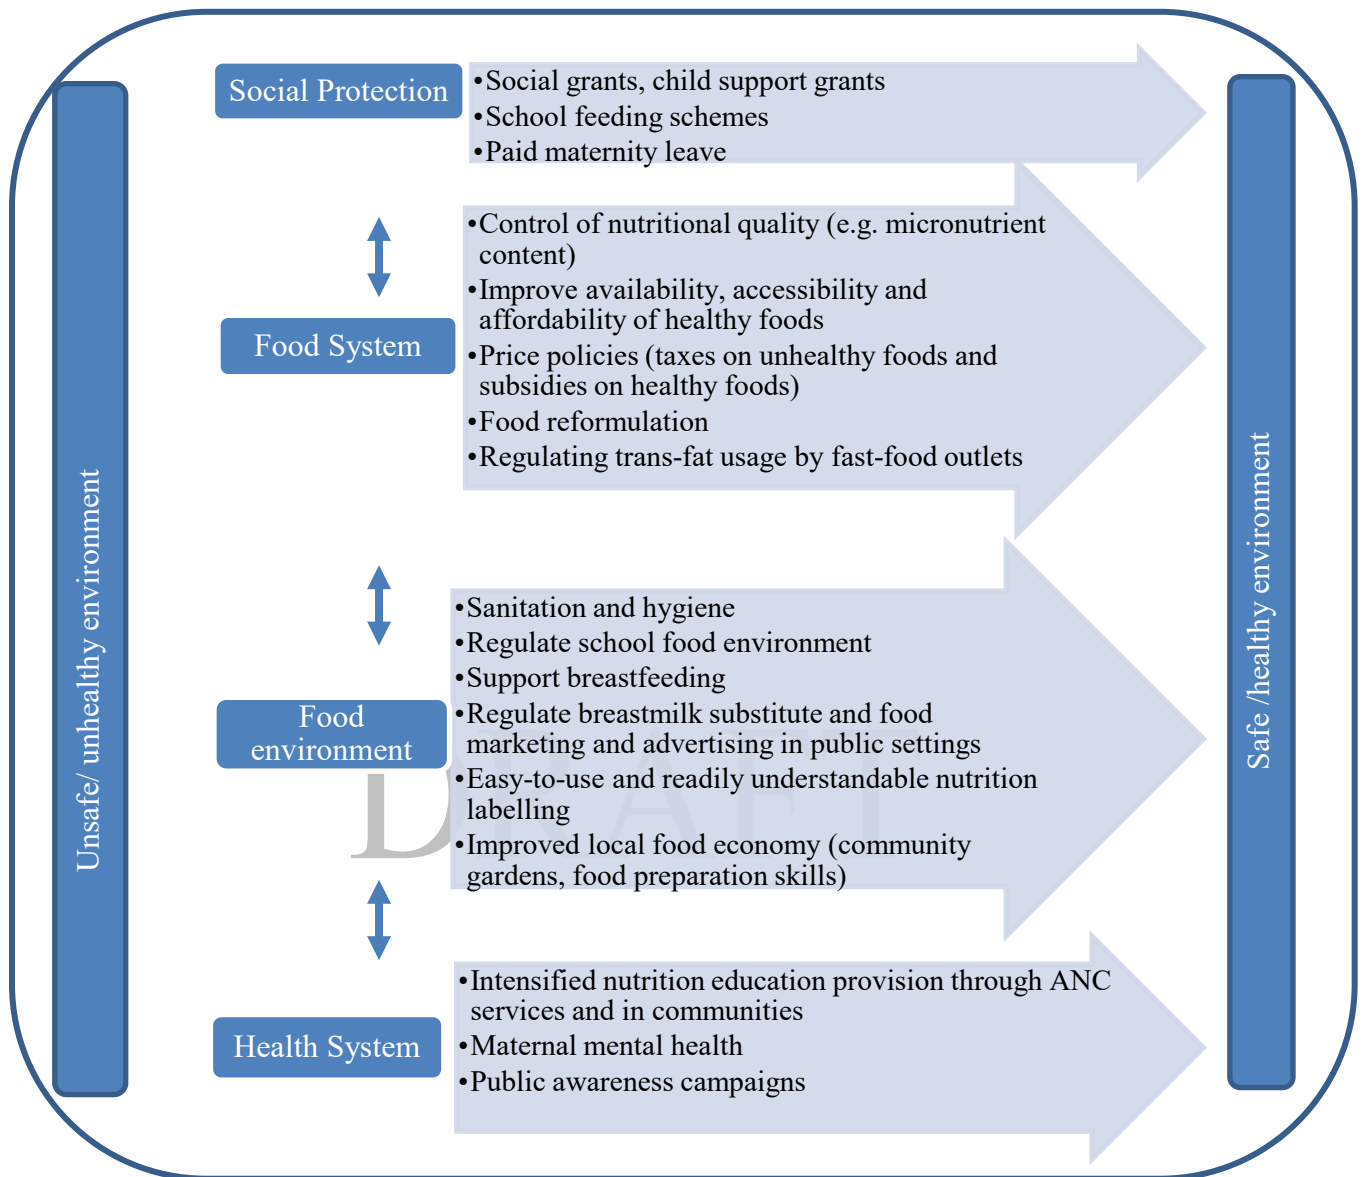 Unsafe/ unhealthy environment
Social Protection
•Social grants, child support grants
•School feeding schemes
•Paid maternity leave
Food System
•Control of nutritional quality (e.g. micronutrient
content)
•Improve availability, accessibility and
affordability of healthy foods
•Price policies (taxes on unhealthy foods and
subsidies on healthy foods)
•Food reformulation
•Regulating trans-fat usage by fast-food outlets
Food
environment
•Sanitation and hygiene
•Regulate school food environment
•Support breastfeeding
•Regulate breastmilk substitute and food
marketing and advertising in public settings
•Easy-to-use and readily understandable nutrition
labelling
•Improved local food economy (community
gardens, food preparation skills)
DRAFT
Health System
•Intensified nutrition education provision through ANC
services and in communities
•Maternal mental health
•Public awareness campaigns
Safe /healthy environment